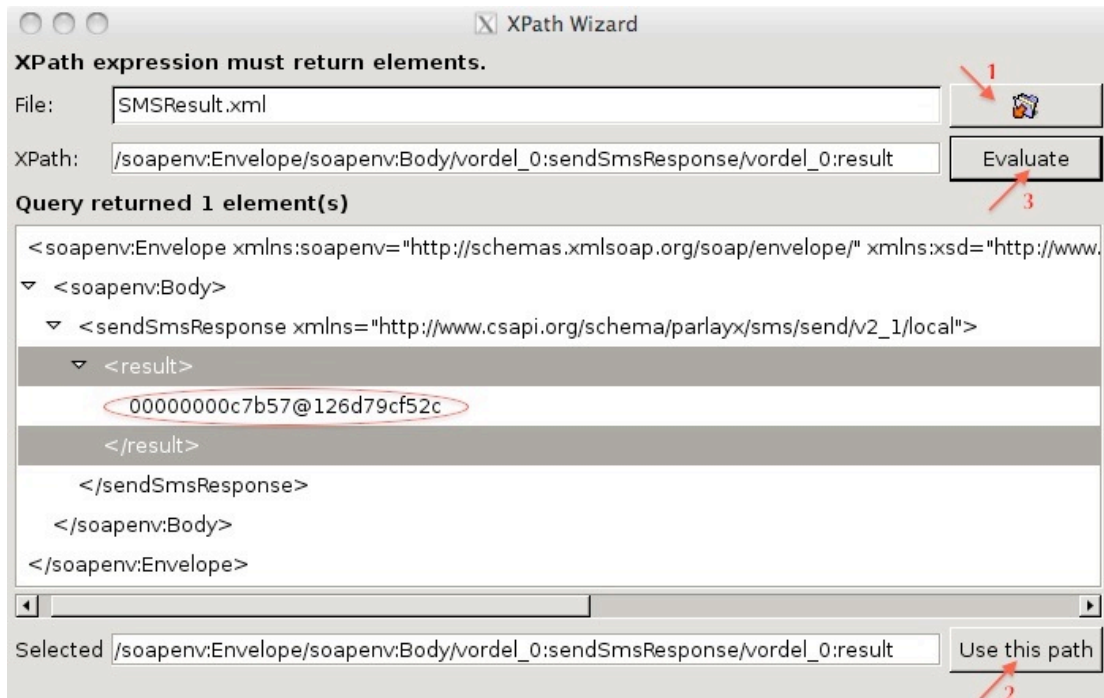 XPath Wizard
XPath expression must return elements.
1
File: SMSResult.xml
XPath: /soapenv:Envelope/soapenv:Body/vordel_0:sendSmsResponse/vordel_0:result Evaluate
3
Query returned 1 element(s)
<soapenv:Envelope xmlns:soapenv="http://schemas.xmlsoap.org/soap/envelope/" xmlns:xsd="http://www.
<soapenv:Body>
<sendSmsResponse xmlns="http://www.csapi.org/schema/parlayx/sms/send/v2_1/local">
<result>
00000000c7b57@126d79cf52c
</result>
</sendSmsResponse>
</soapenv:Body>
</soapenv:Envelope>
Selected /soapenv:Envelope/soapenv:Body/vordel_0:sendSmsResponse/vordel_0:result Use this path
2